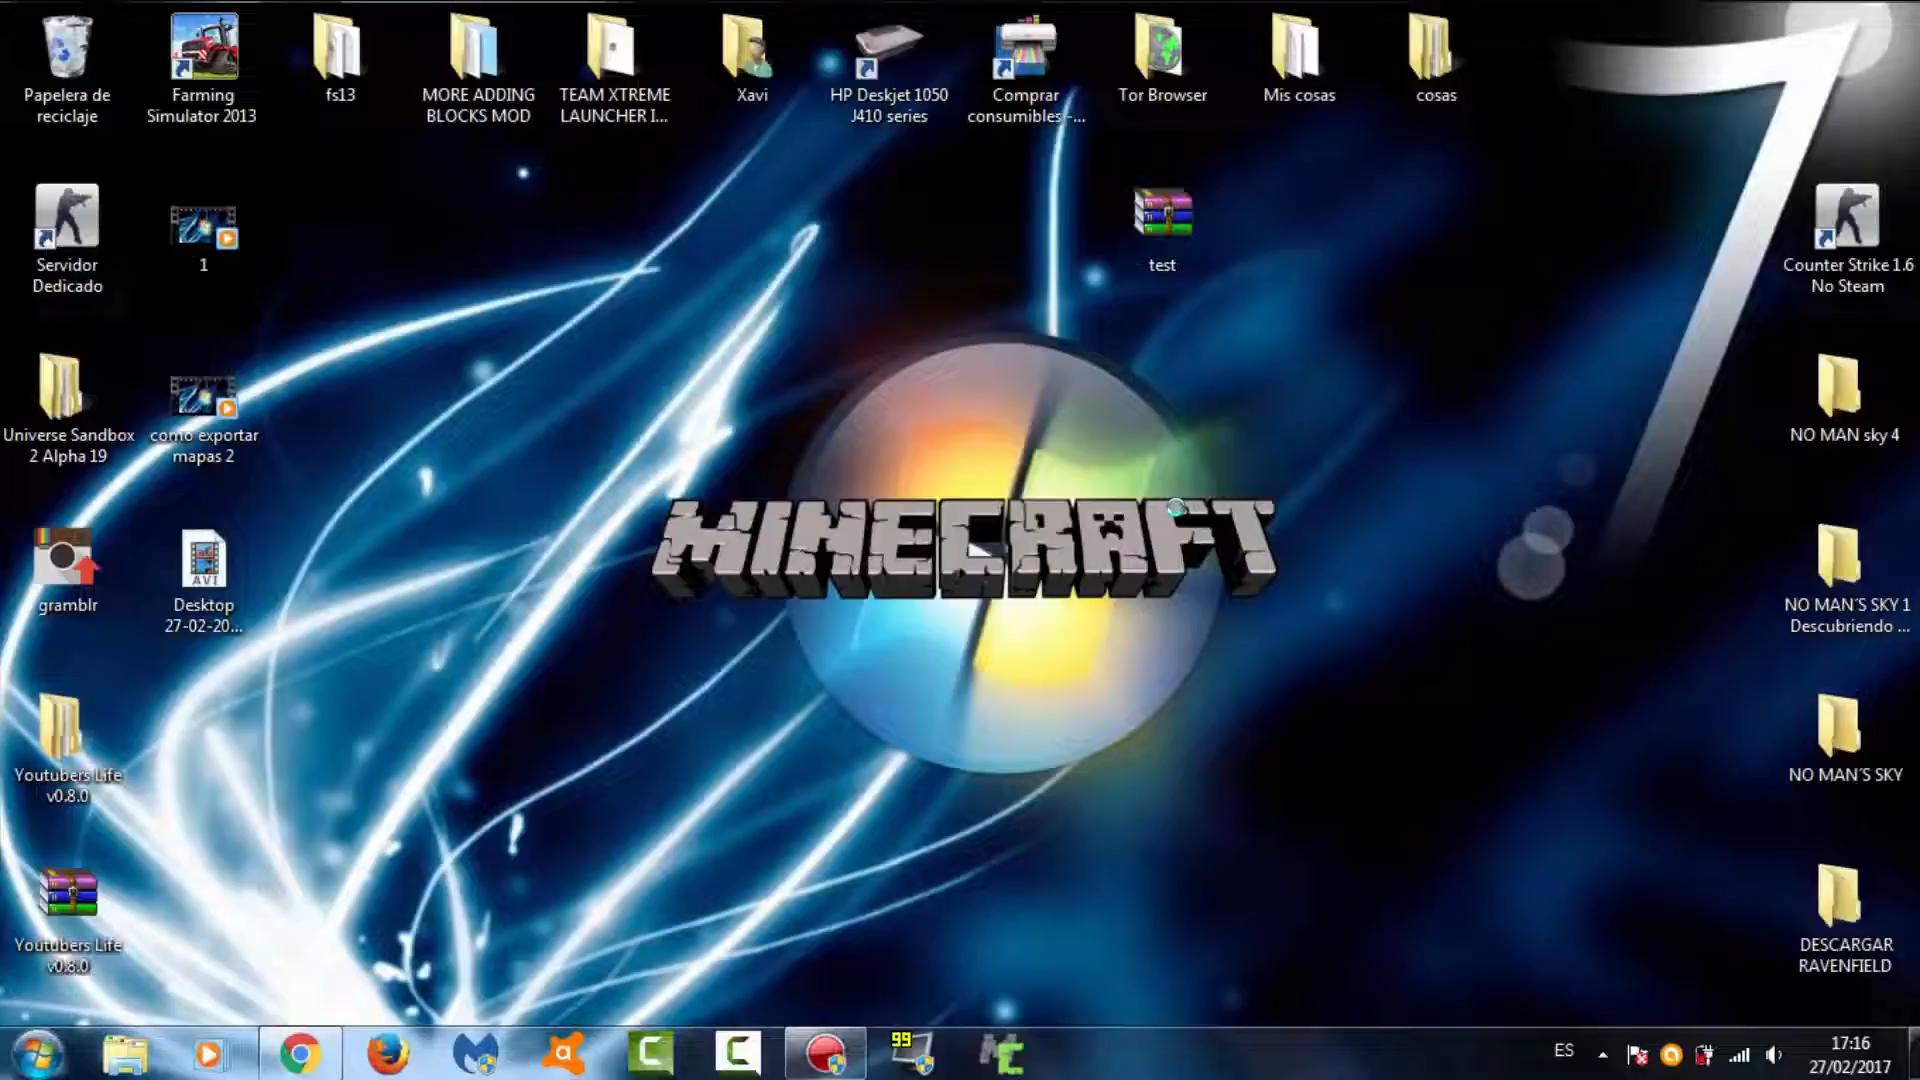 Papelera de
reciclaje
Farming
Simulator 2013
fs13
MORE ADDING
BLOCKS MOD
TEAM XTREME
LAUNCHER I...
Xavi
HP Deskjet 1050
J410 series
Comprar
consumibles -...
Tor Browser
Mis cosas
cosas
Servidor
Dedicado
1
test
Counter Strike 1.6
No Steam
Universe Sandbox
2 Alpha 19
como exportar
mapas 2
NO MAN sky 4
MINECRAFT
gramblr
AVI
Desktop
27-02-20...
NO MAN´S SKY 1
Descubriendo ...
Youtubers Life
v0.8.0
NO MAN´S SKY
Youtubers Life
v0.8.0
DESCARGAR
RAVENFIELD
99
ES
17:16
27/02/2017